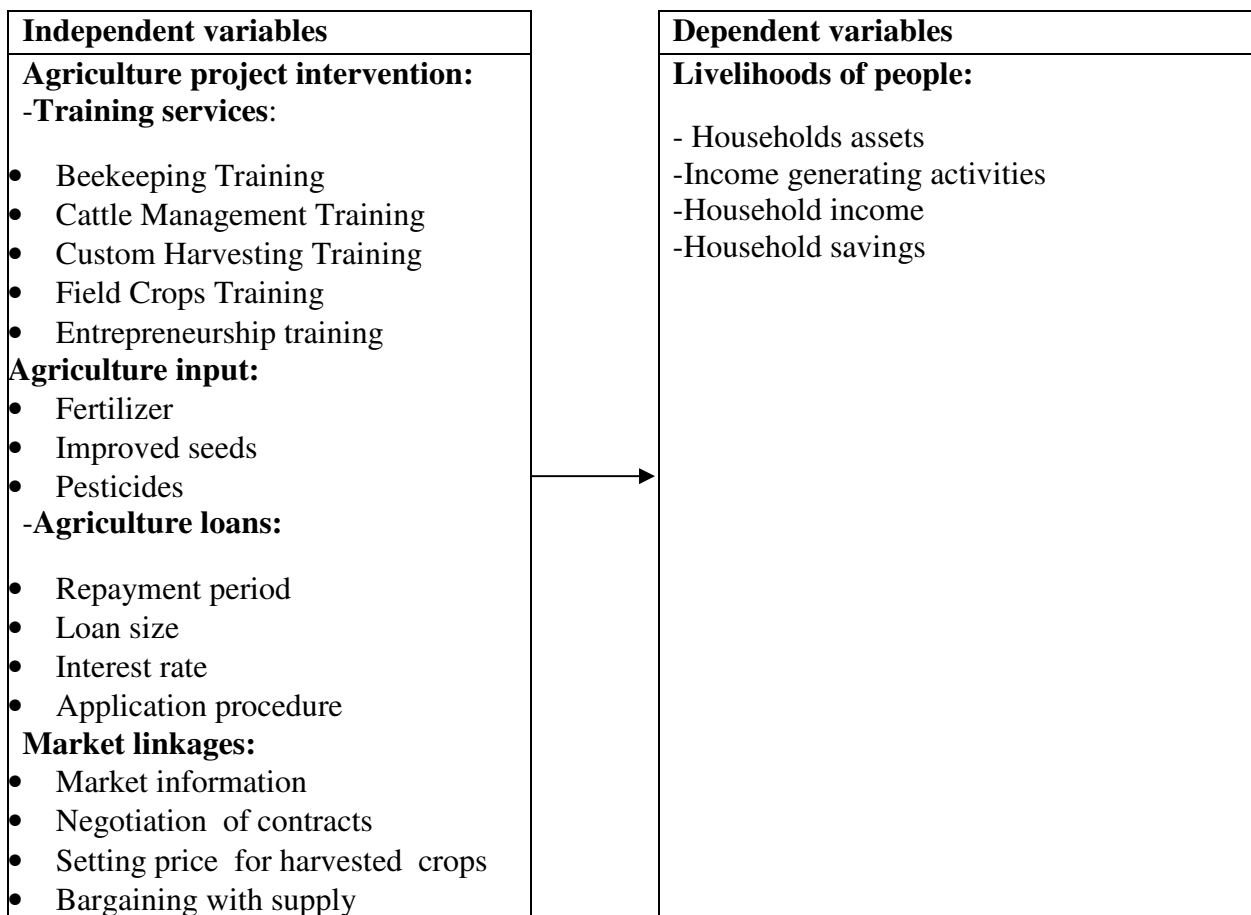 Independent variables
Agriculture project intervention:
-Training services:
• Beekeeping Training
• Cattle Management Training
• Custom Harvesting Training
• Field Crops Training
• Entrepreneurship training
Agriculture input:
• Fertilizer
• Improved seeds
• Pesticides
-Agriculture loans:
• Repayment period
• Loan size
• Interest rate
• Application procedure
Market linkages:
• Market information
• Negotiation of contracts
• Setting price for harvested crops
• Bargaining with supply
Dependent variables
Livelihoods of people:
- Households assets
-Income generating activities
-Household income
-Household savings